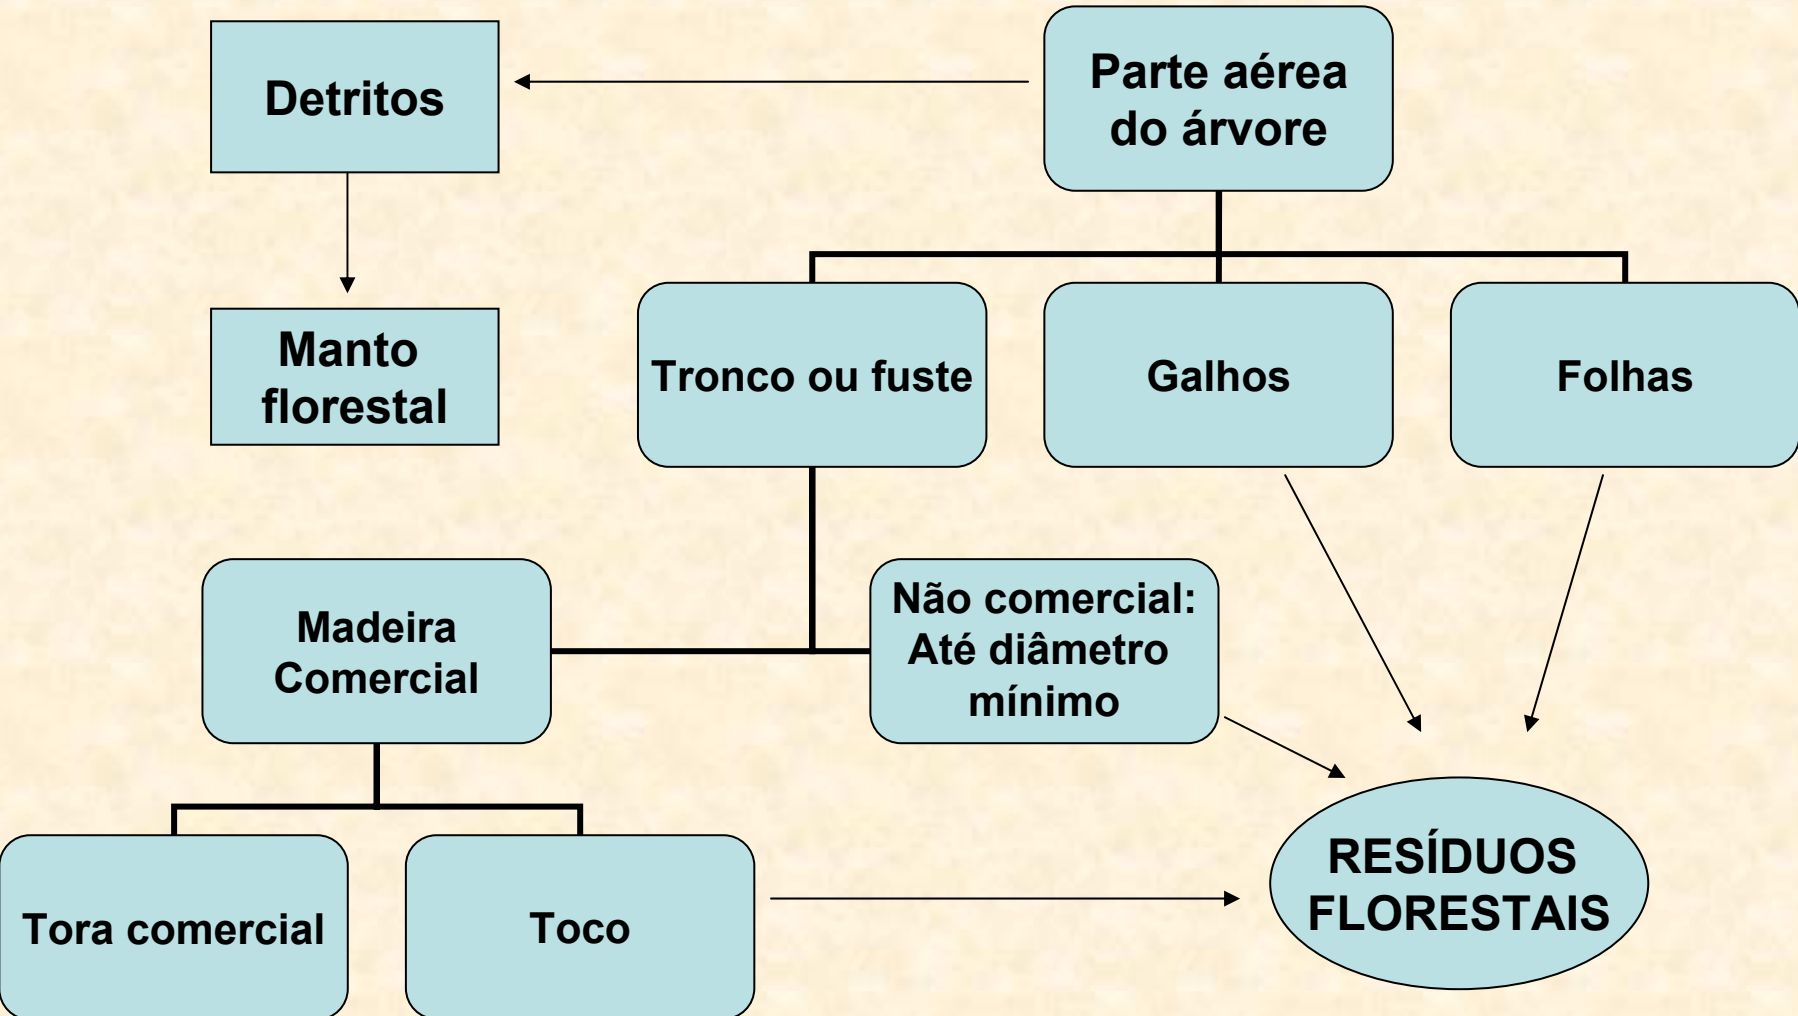 Detritos
Parte aérea
do árvore
Manto
florestal
Tronco ou fuste
Galhos
Folhas
Madeira
Comercial
Não comercial:
Até diâmetro
mínimo
Tora comercial
Toco
RESÍDUOS
FLORESTAIS